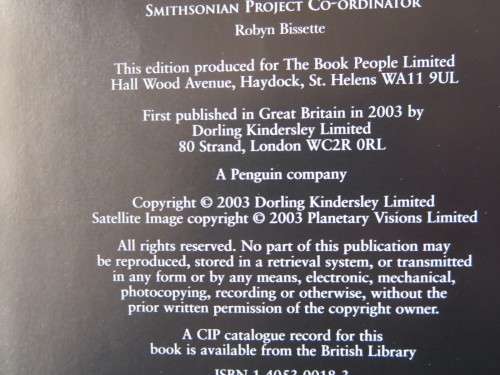 SMITHSONIAN PROJECT CO-ORDINATOR
Robyn Bissette
This edition produced for The Book People Limited
Hall Wood Avenue, Haydock, St. Helens WA11 9UL
First published in Great Britain in 2003 by
Dorling Kindersley Limited
80 Strand, London WC2R 0RL
A Penguin company
Copyright © 2003 Dorling Kindersley Limited
Satellite Image copyright © 2003 Planetary Visions Limited
All rights reserved. No part of this publication may
be reproduced, stored in a retrieval system, or transmitted
in any form or by any means, electronic, mechanical,
photocopying, recording or otherwise, without the
prior written permission of the copyright owner.
A CIP catalogue record for this
book is available from the British Library
ISBN 1 4053 0018 3